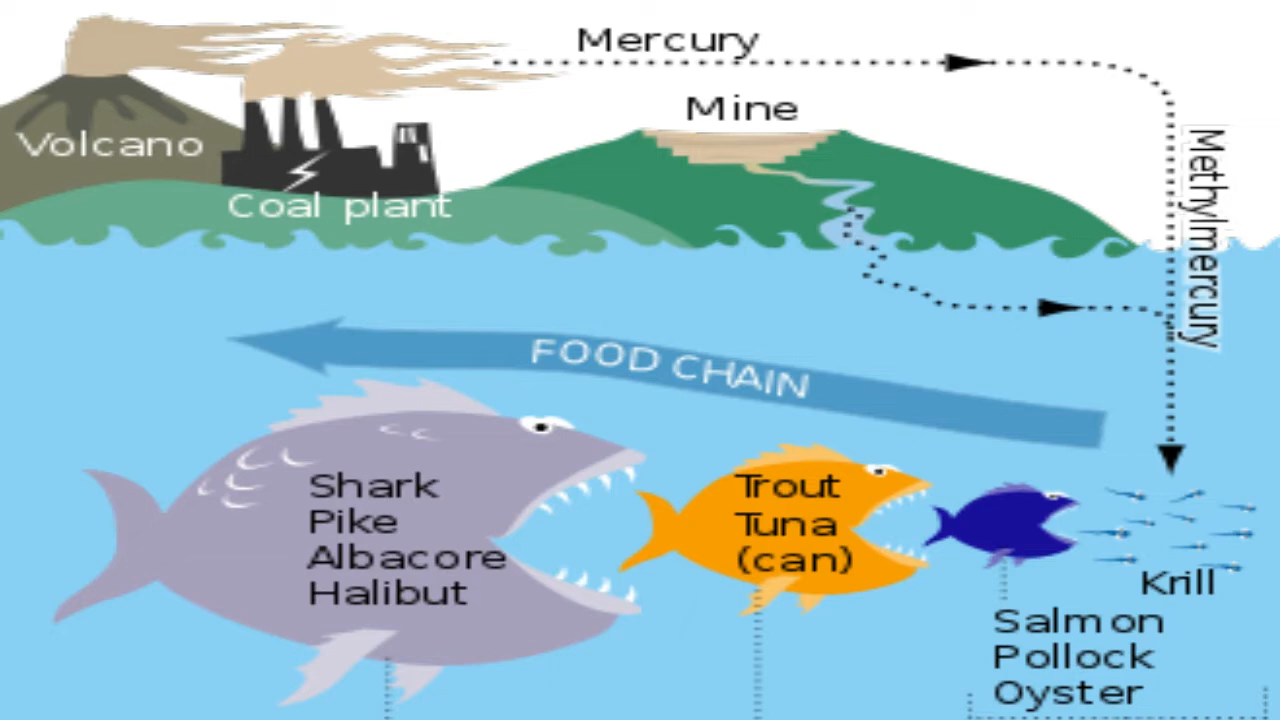 Mercury
Mine
Volcano
Coal plant
Methylmercury
FOOD CHAIN
Shark
Pike
Albacore
Halibut
Trout
Tuna
(can)
Krill
Salmon
Pollock
Oyster